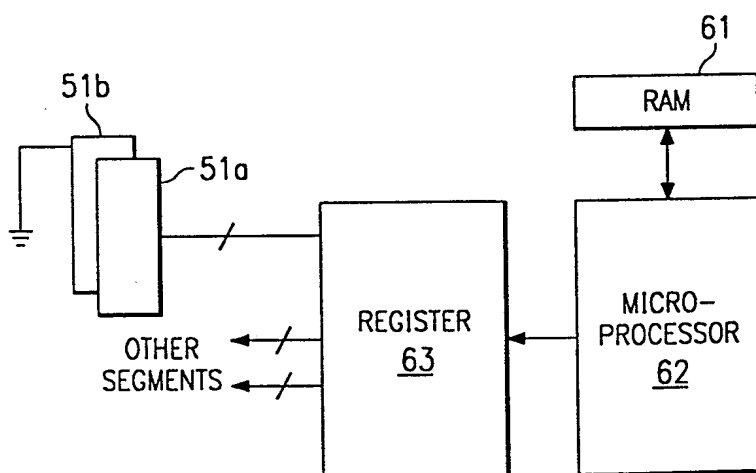 61
RAM
51b
51a
MICRO-
PROCESSOR
62
REGISTER
63
OTHER
SEGMENTS